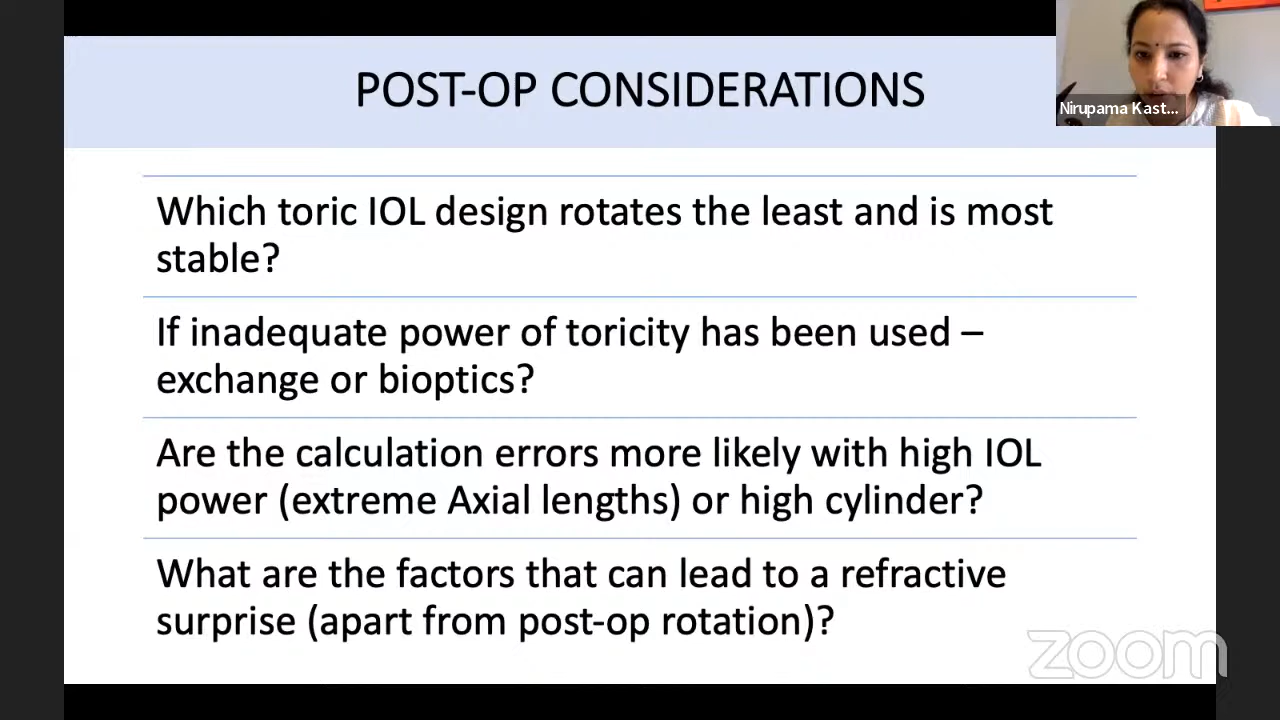 POST-OP CONSIDERATIONS
Nirupama Kast...
Which toric IOL design rotates the least and is most
stable?
If inadequate power of toricity has been used –
exchange or bioptics?
Are the calculation errors more likely with high IOL
power (extreme Axial lengths) or high cylinder?
What are the factors that can lead to a refractive
surprise (apart from post-op rotation)?
zoom